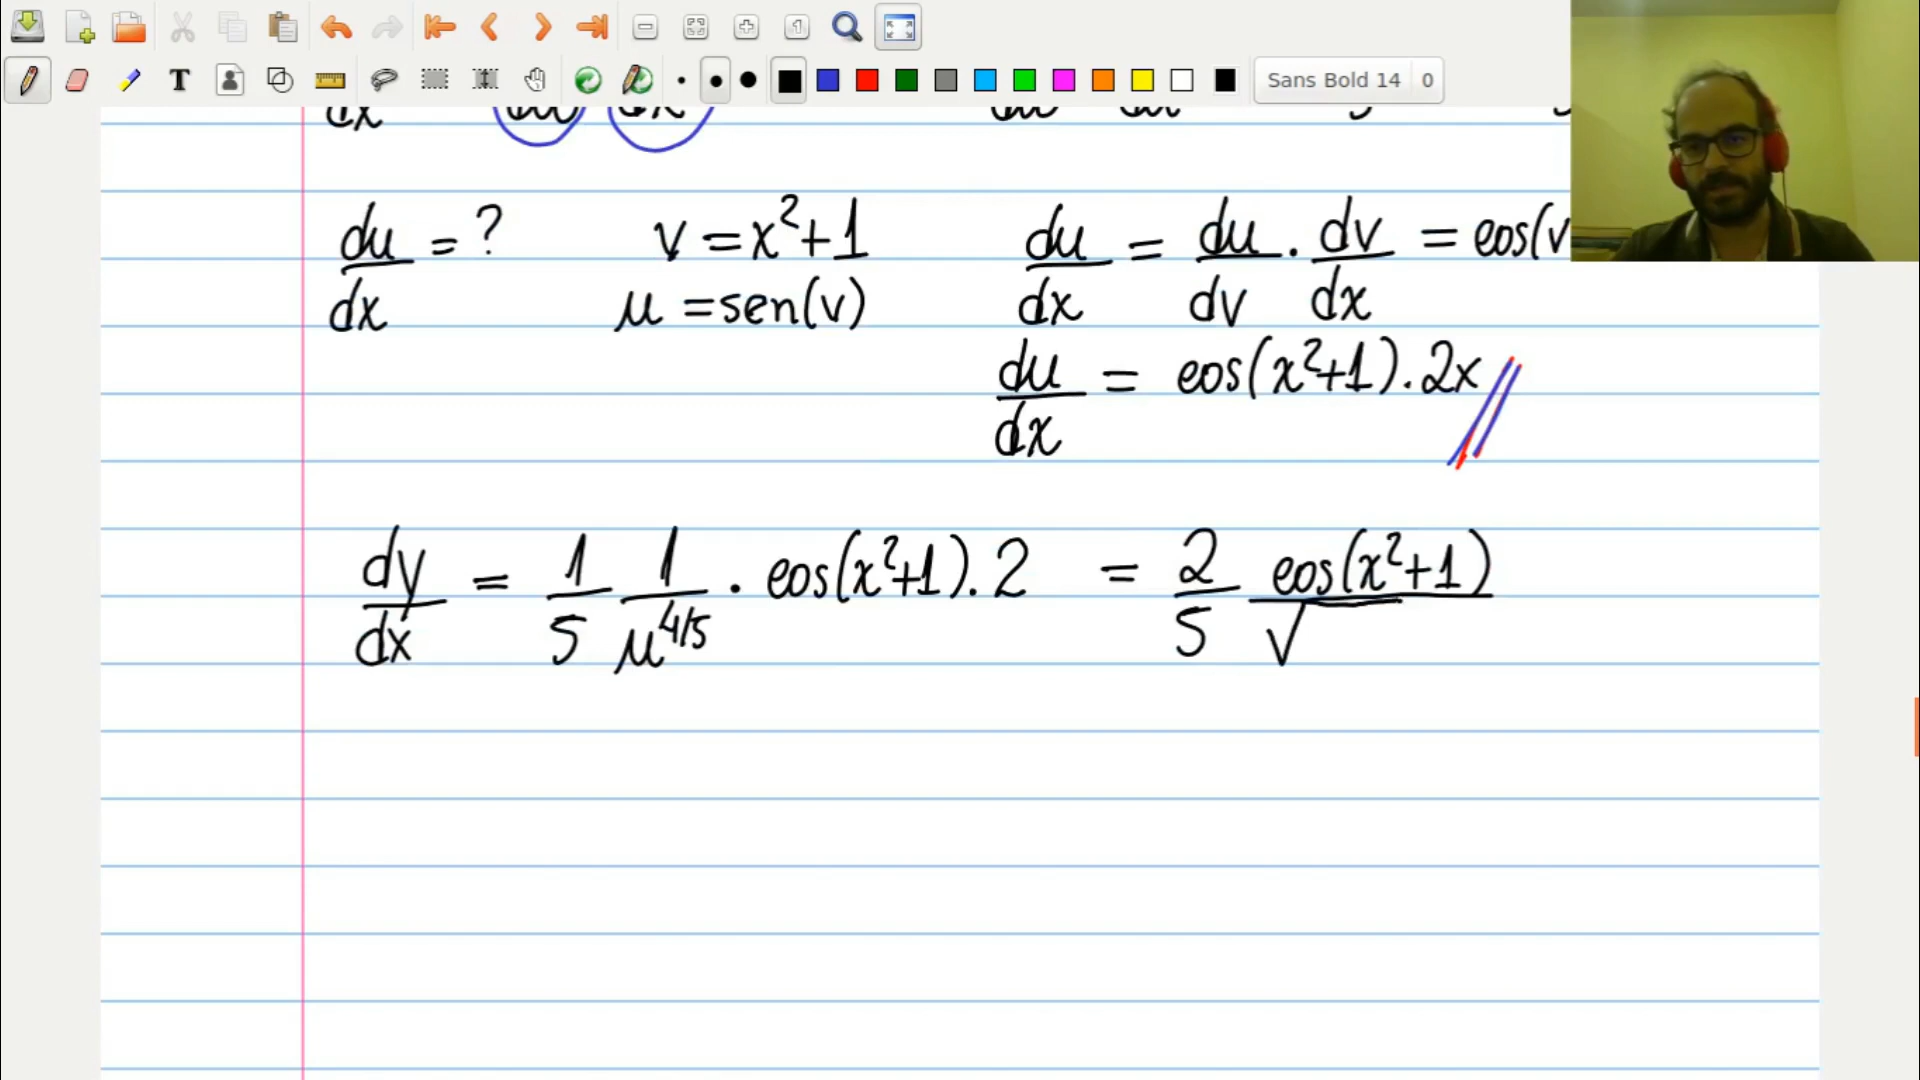 Sans Bold 14 0
dx
du/dx = ? v = x²+1 du/dx = du/dv . dv/dx = cos(v
μ = sen(v)
du/dx = cos(x²+1).2x
dy/dx = 1/5 1/μ^4/5 . cos(x²+1).2 = 2/5 cos(x²+1)/√